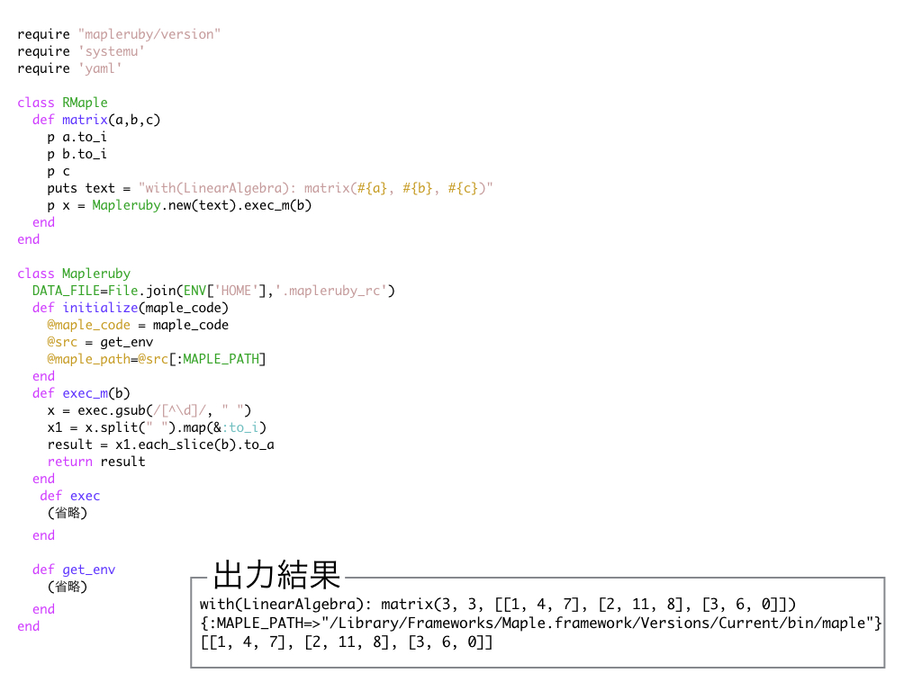 require "mapleruby/version"
require 'systemu'
require 'yaml'
class RMaple
  def matrix(a,b,c)
    p a.to_i
    p b.to_i
    p c
    puts text = "with(LinearAlgebra): matrix(#{a}, #{b}, #{c})"
    p x = Mapleruby.new(text).exec_m(b)
  end
end
class Mapleruby
  DATA_FILE=File.join(ENV['HOME'],'.mapleruby_rc')
  def initialize(maple_code)
    @maple_code = maple_code
    @src = get_env
    @maple_path=@src[:MAPLE_PATH]
  end
  def exec_m(b)
    x = exec.gsub(/[^\d]/, " ")
    x1 = x.split(" ").map(&:to_i)
    result = x1.each_slice(b).to_a
    return result
  end
   def exec
    (省略)
  end
  def get_env
    (省略)
  end
end
出力結果
with(LinearAlgebra): matrix(3, 3, [[1, 4, 7], [2, 11, 8], [3, 6, 0]])
{:MAPLE_PATH=>"/Library/Frameworks/Maple.framework/Versions/Current/bin/maple"}
[[1, 4, 7], [2, 11, 8], [3, 6, 0]]